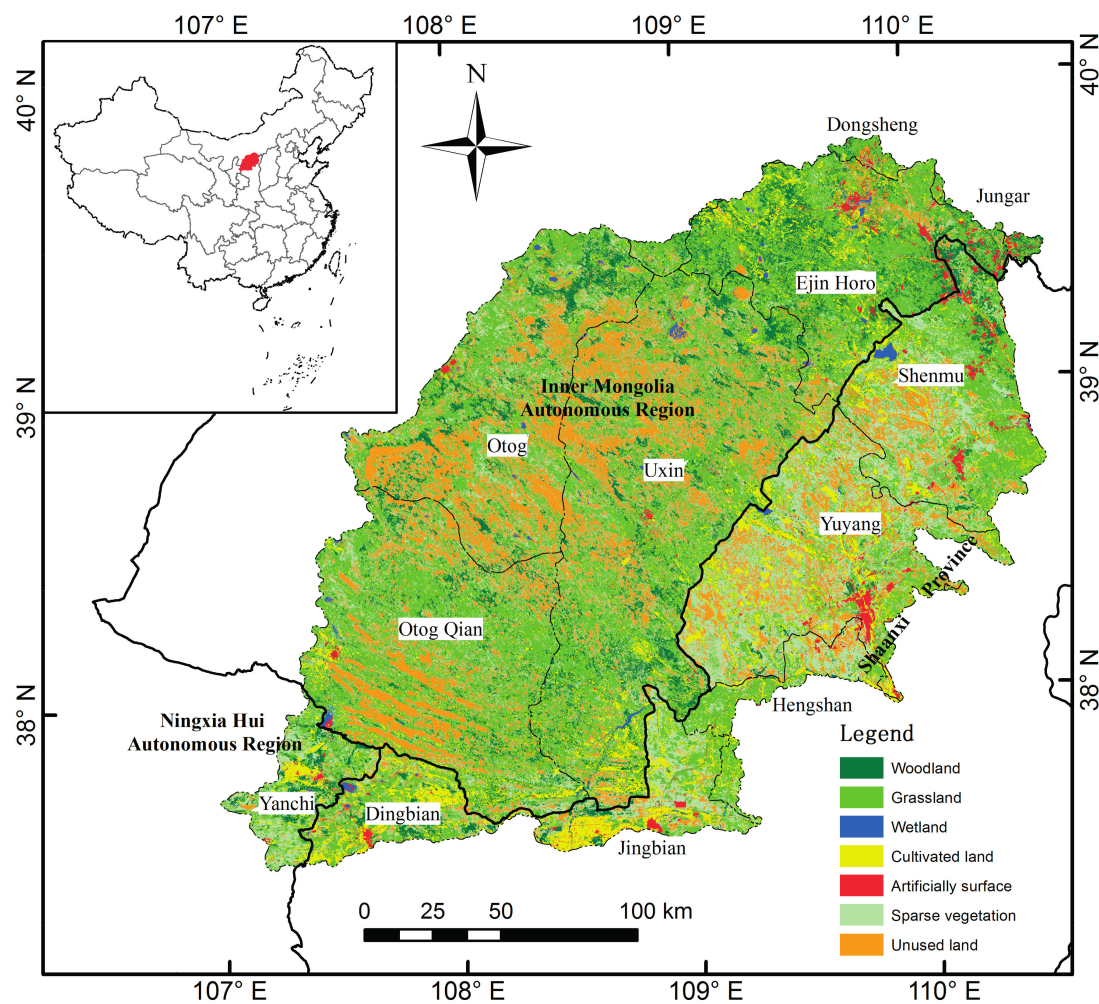 107° E 108° E 109° E 110° E
40° N
40° N
N
Dongsheng
Jungar
Ejin Horo
39° N
39° N
Shenmu
Inner Mongolia
Autonomous Region
Otog
Uxin
Yuyang
Shaanxi Province
Otog Qian
38° N
38° N
Hengshan
Ningxia Hui
Autonomous Region
Yanchi
Dingbian
Jingbian
Legend
Woodland
Grassland
Wetland
Cultivated land
Artificially surface
Sparse vegetation
Unused land
0 25 50 100 km
107° E 108° E 109° E 110° E